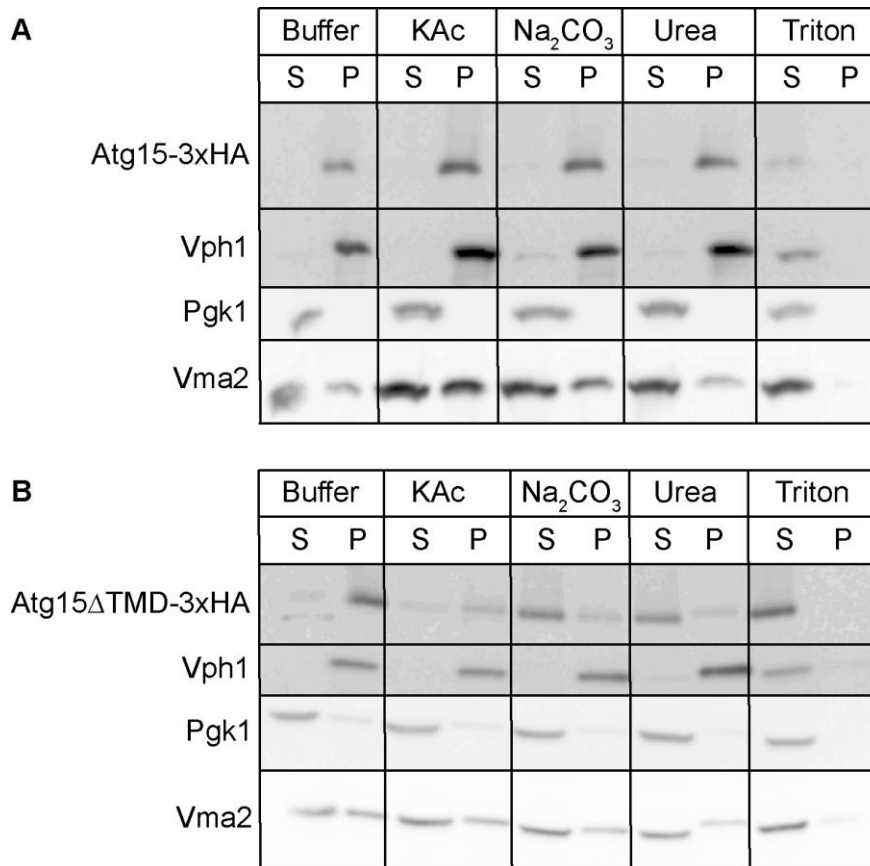 A
Buffer KAc Na₂CO₃ Urea Triton
S P S P S P S P S P
Atg15-3xHA
Vph1
Pgk1
Vma2
B
Buffer KAc Na₂CO₃ Urea Triton
S P S P S P S P S P
Atg15ΔTMD-3xHA
Vph1
Pgk1
Vma2